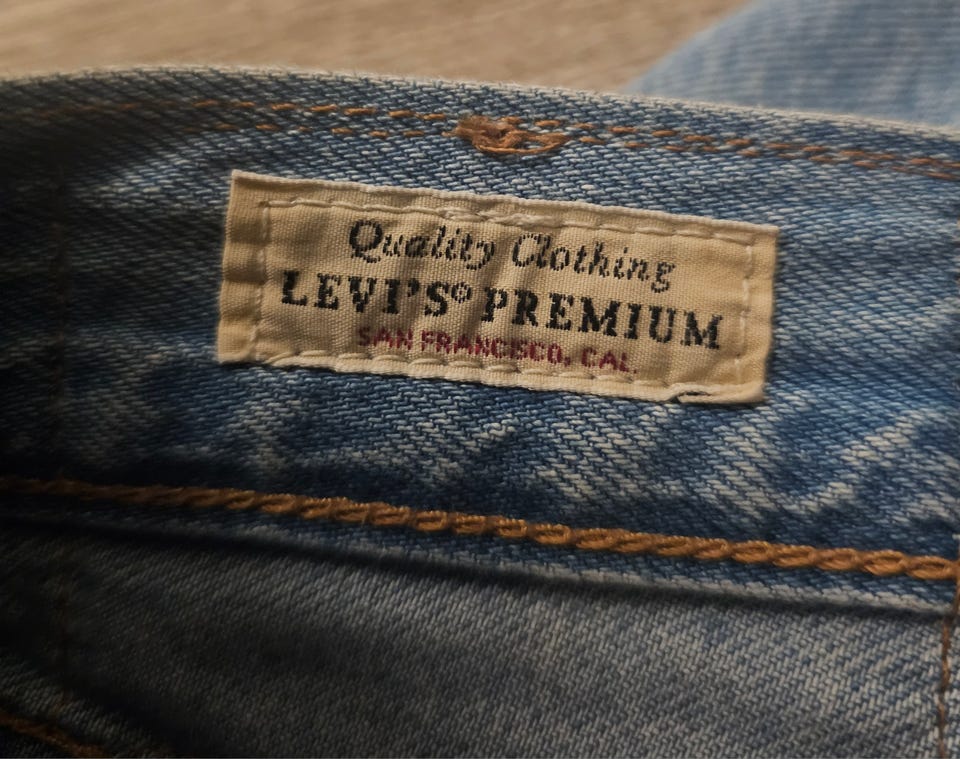 Quality Clothing
LEVI'S® PREMIUM
SAN FRANCISCO, CAL.